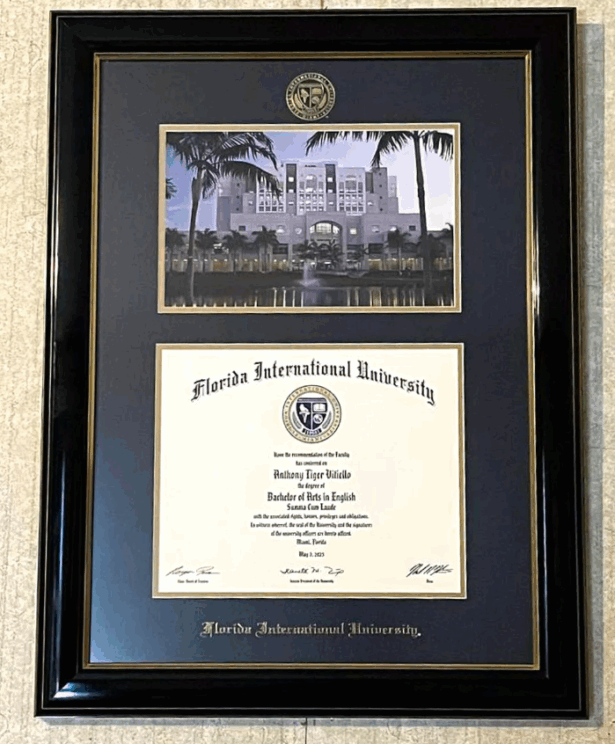 Florida International University
Upon the recommendation of the Faculty
has conferred on
Anthony Tiger Vitiello
the degree of
Bachelor of Arts in English
Summa Cum Laude
with the associated rights, honors, privileges and obligations.
In witness whereof, the seal of the University and the signatures
of the university officers are hereto affixed.
Miami, Florida
May 3, 2023
Florida International University